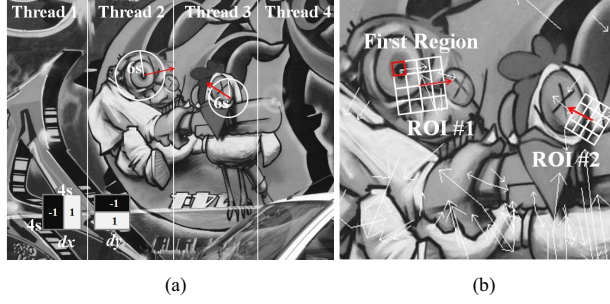 Thread 1 Thread 2 Thread 3 Thread 4
6s
6s
4s
4s
-1 1
-1
1
dx
dy
(a)
First Region
ROI #1
ROI #2
(b)